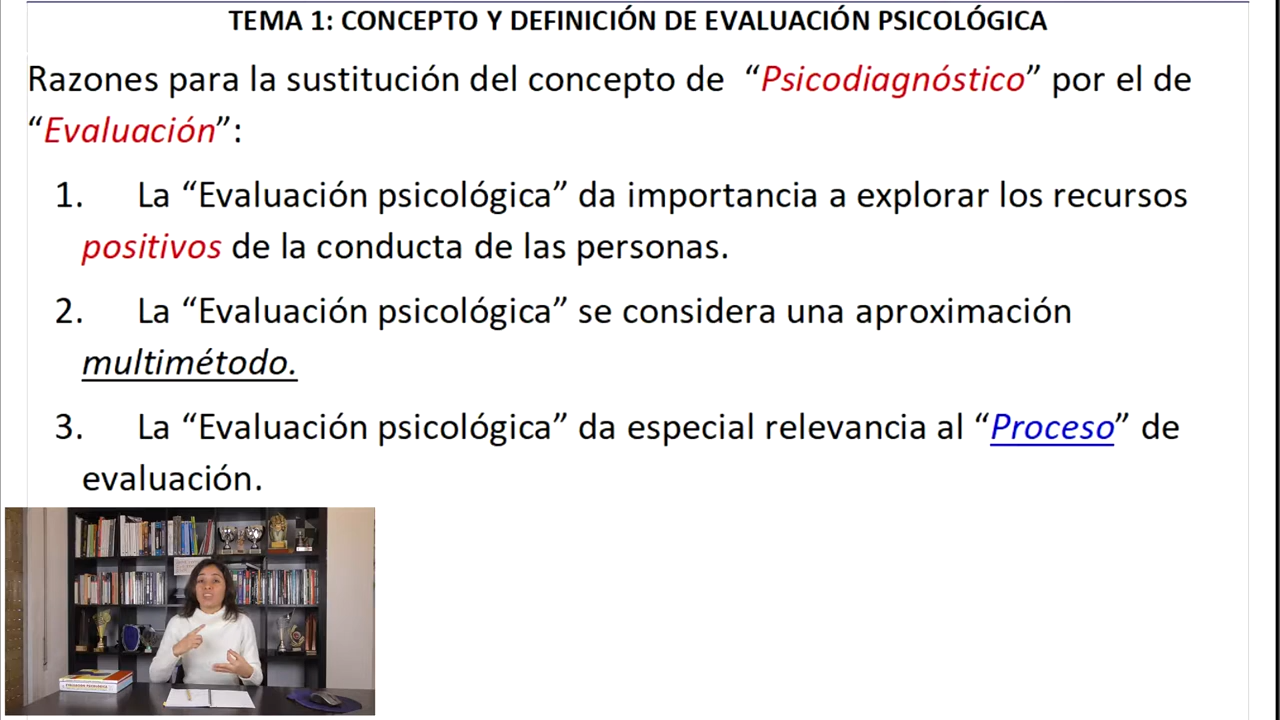 TEMA 1: CONCEPTO Y DEFINICIÓN DE EVALUACIÓN PSICOLÓGICA
Razones para la sustitución del concepto de “Psicodiagnóstico” por el de
“Evaluación”:
1. La “Evaluación psicológica” da importancia a explorar los recursos
positivos de la conducta de las personas.
2. La “Evaluación psicológica” se considera una aproximación
multimétodo.
3. La “Evaluación psicológica” da especial relevancia al “Proceso” de
evaluación.